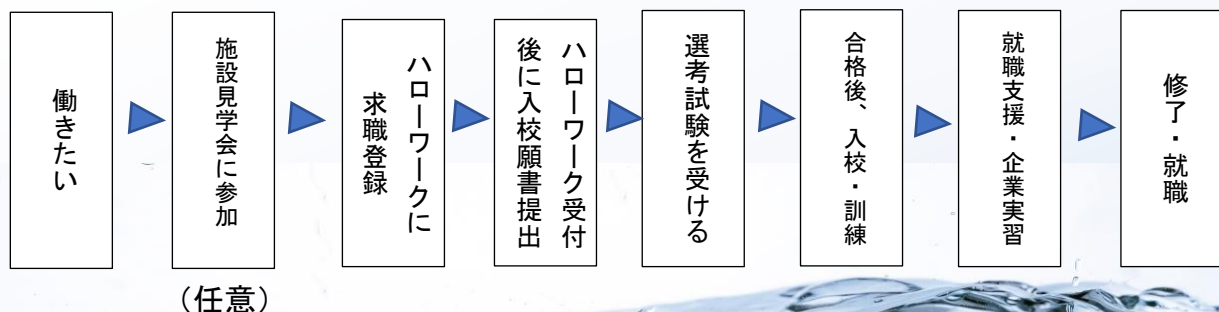 働きたい
施設見学会に参加
(任意)
ハローワークに
求職登録
ハローワーク受付
後に入校願書提出
選考試験を受ける
合格後、入校・訓練
就職支援・企業実習
修了・就職